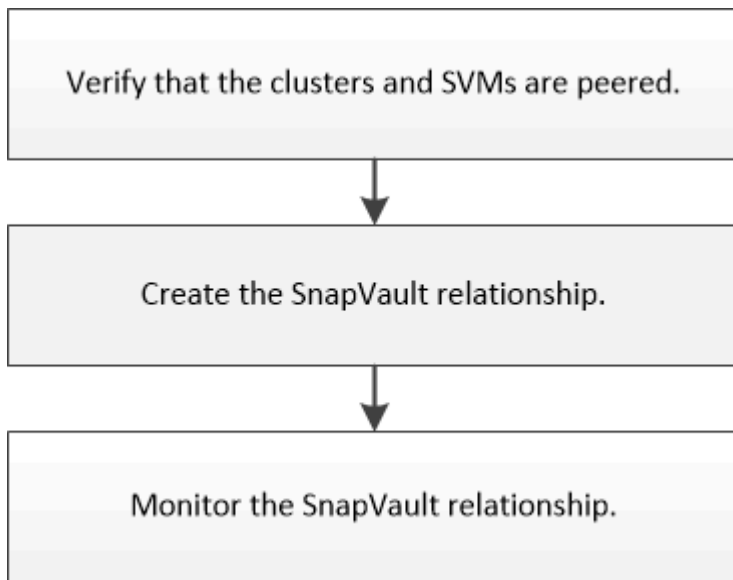 Verify that the clusters and SVMs are peered.
Create the SnapVault relationship.
Monitor the SnapVault relationship.